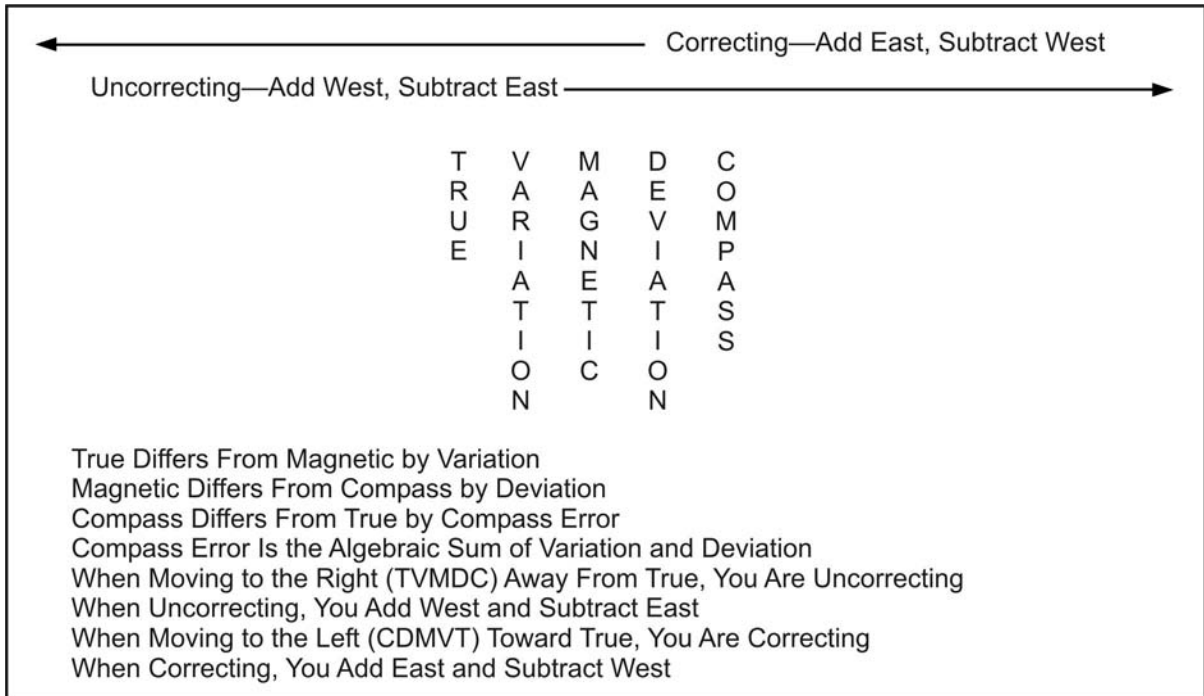 Correcting—Add East, Subtract West
Uncorrecting—Add West, Subtract East
TRUE
VARIATION
MAGNETIC
DEVIATION
COMPASS
True Differs From Magnetic by Variation
Magnetic Differs From Compass by Deviation
Compass Differs From True by Compass Error
Compass Error Is the Algebraic Sum of Variation and Deviation
When Moving to the Right (TVMDC) Away From True, You Are Uncorrecting
When Uncorrecting, You Add West and Subtract East
When Moving to the Left (CDMVT) Toward True, You Are Correcting
When Correcting, You Add East and Subtract West